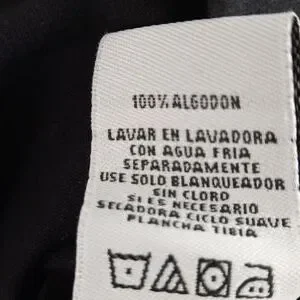 100% ALGODON
LAVAR EN LAVADORA
CON AGUA FRIA
SEPARADAMENTE
USE SOLO BLANQUEADOR
SIN CLORO
SI ES NECESARIO
SECADORA CICLO SUAVE
PLANCHA TIBIA